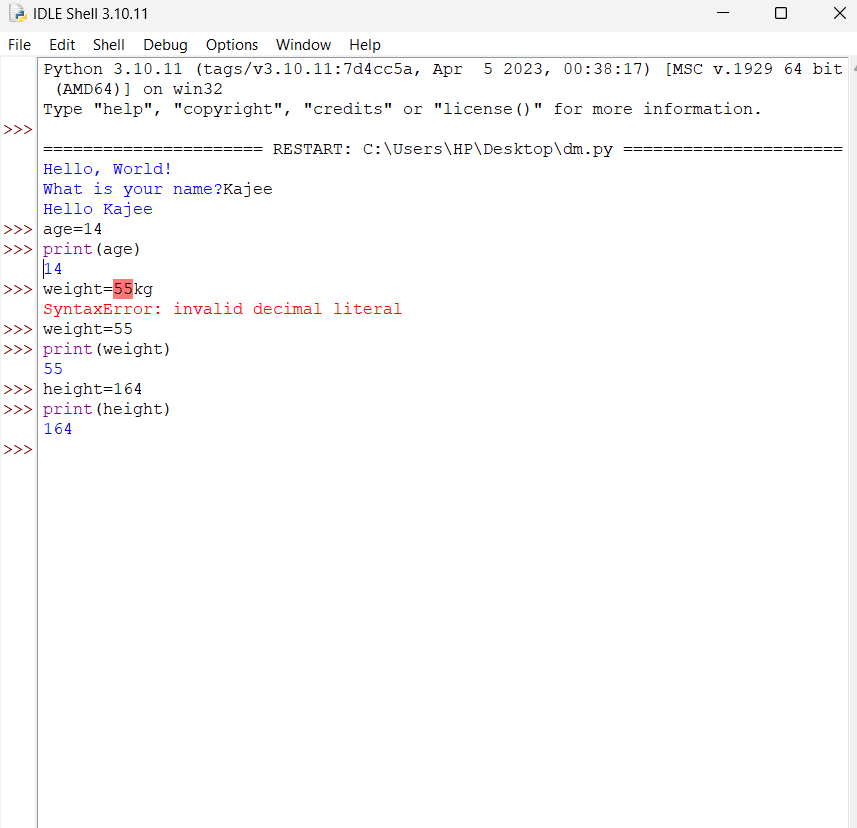 IDLE Shell 3.10.11
File Edit Shell Debug Options Window Help
Python 3.10.11 (tags/v3.10.11:7d4cc5a, Apr  5 2023, 00:38:17) [MSC v.1929 64 bit
 (AMD64)] on win32
Type "help", "copyright", "credits" or "license()" for more information.
>>>
====================== RESTART: C:\Users\HP\Desktop\dm.py ======================
Hello, World!
What is your name?Kajee
Hello Kajee
>>> age=14
>>> print(age)
14
>>> weight=55kg
SyntaxError: invalid decimal literal
>>> weight=55
>>> print(weight)
55
>>> height=164
>>> print(height)
164
>>>